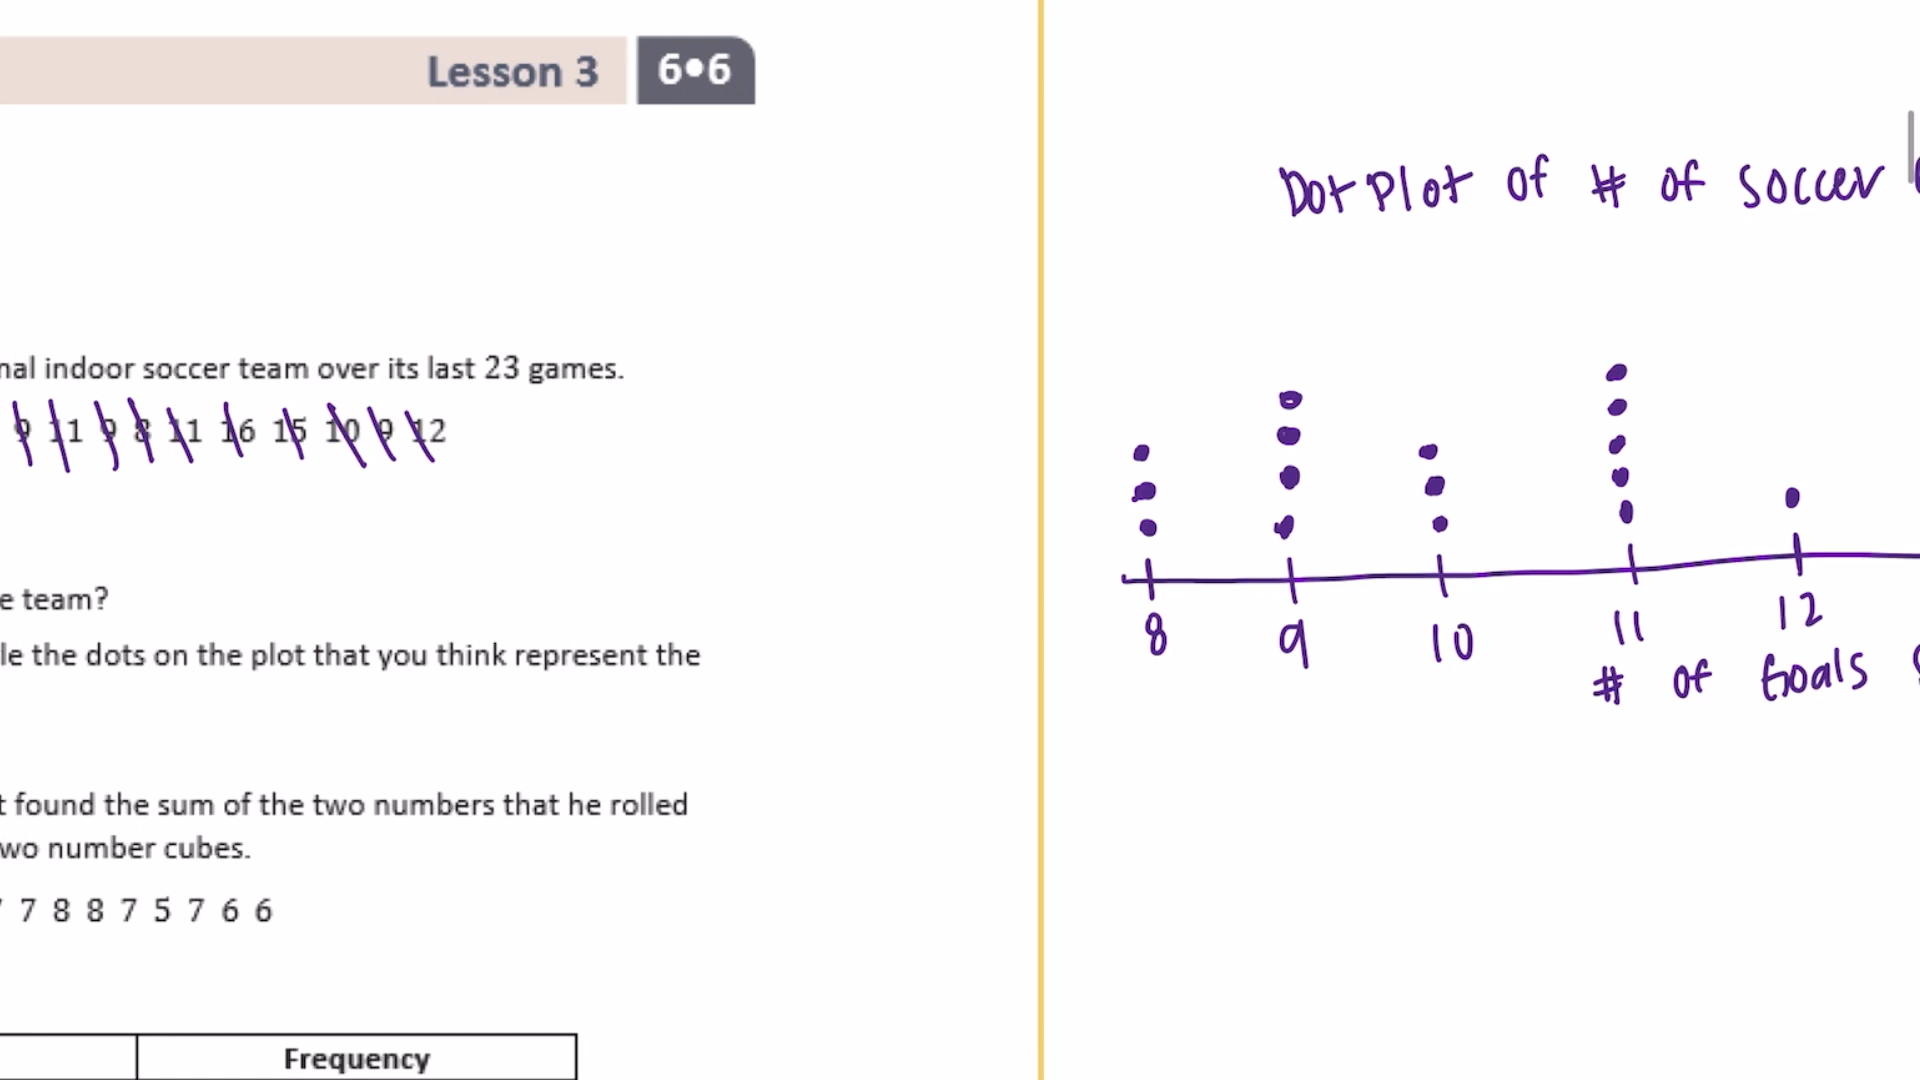 Lesson 3
6•6
nal indoor soccer team over its last 23 games.
9 11 9 8 11 16 15 10 9 12
e team?
le the dots on the plot that you think represent the
t found the sum of the two numbers that he rolled
wo number cubes.
7 8 8 7 5 7 6 6
Frequency
Dot Plot of # of Soccer
8 9 10 11 12
# of Goals